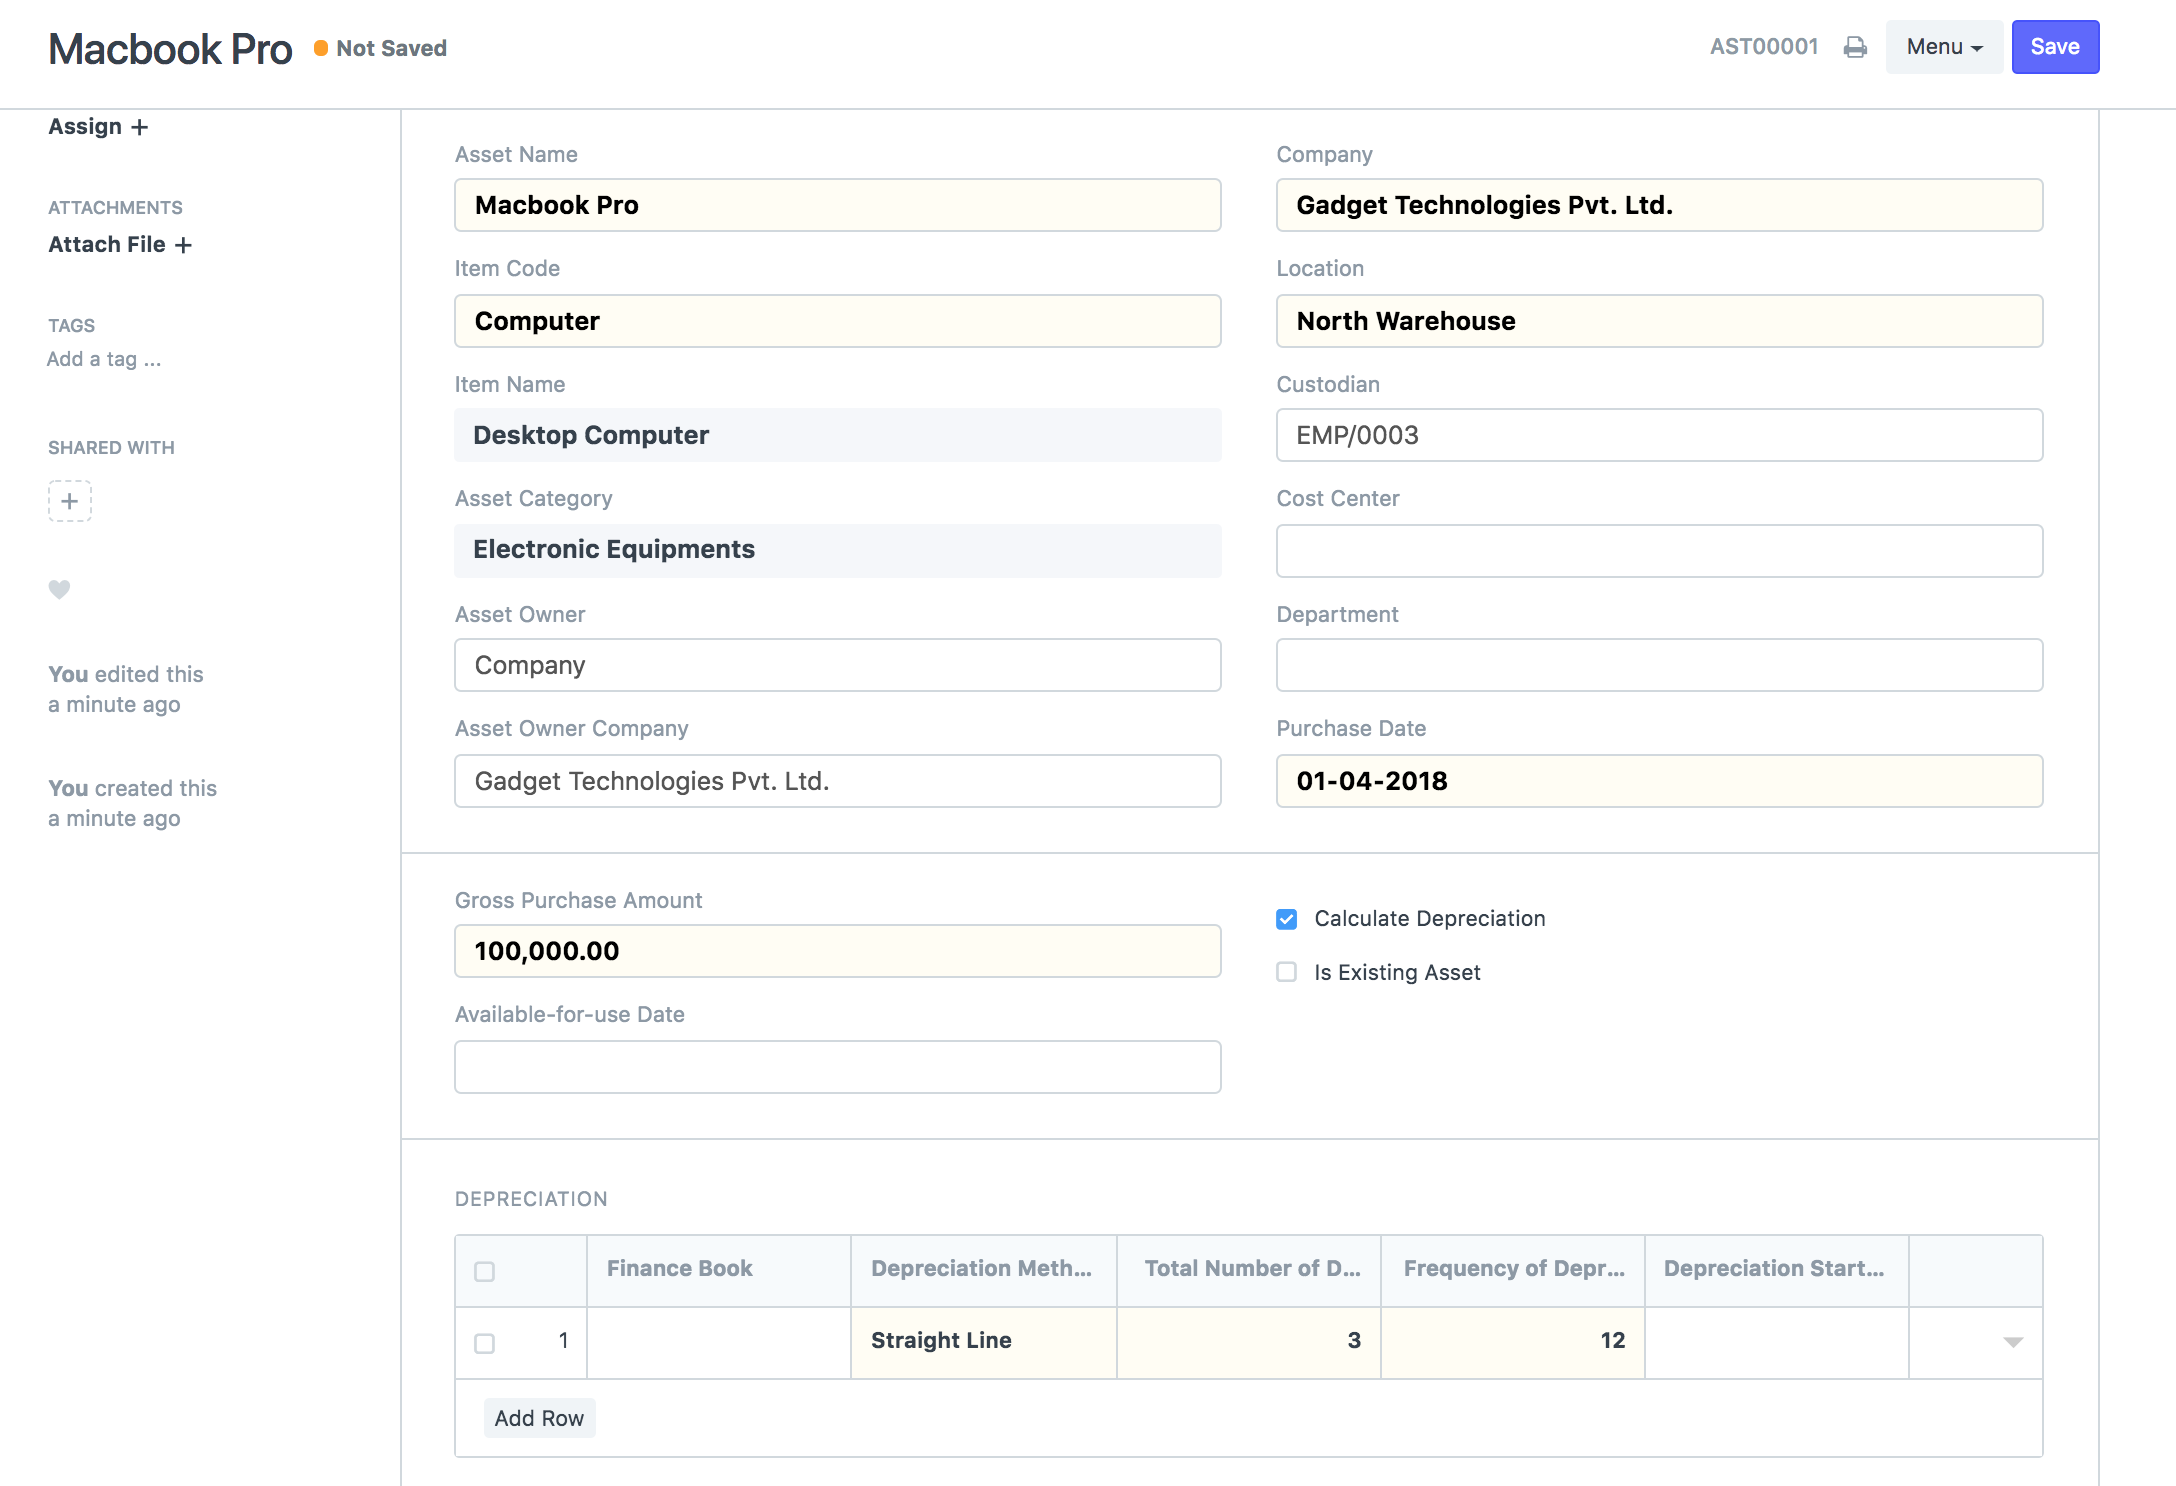 Macbook Pro Not Saved AST00001 Menu Save
Assign +
ATTACHMENTS
Attach File +
TAGS
Add a tag ...
SHARED WITH
+
You edited this
a minute ago
You created this
a minute ago
Asset Name
Macbook Pro
Item Code
Computer
Item Name
Desktop Computer
Asset Category
Electronic Equipments
Asset Owner
Company
Asset Owner Company
Gadget Technologies Pvt. Ltd.
Company
Gadget Technologies Pvt. Ltd.
Location
North Warehouse
Custodian
EMP/0003
Cost Center
Department
Purchase Date
01-04-2018
Gross Purchase Amount
100,000.00
Available-for-use Date
Calculate Depreciation
Is Existing Asset
DEPRECIATION
Finance Book Depreciation Meth... Total Number of D... Frequency of Depr... Depreciation Start...
1 Straight Line 3 12
Add Row